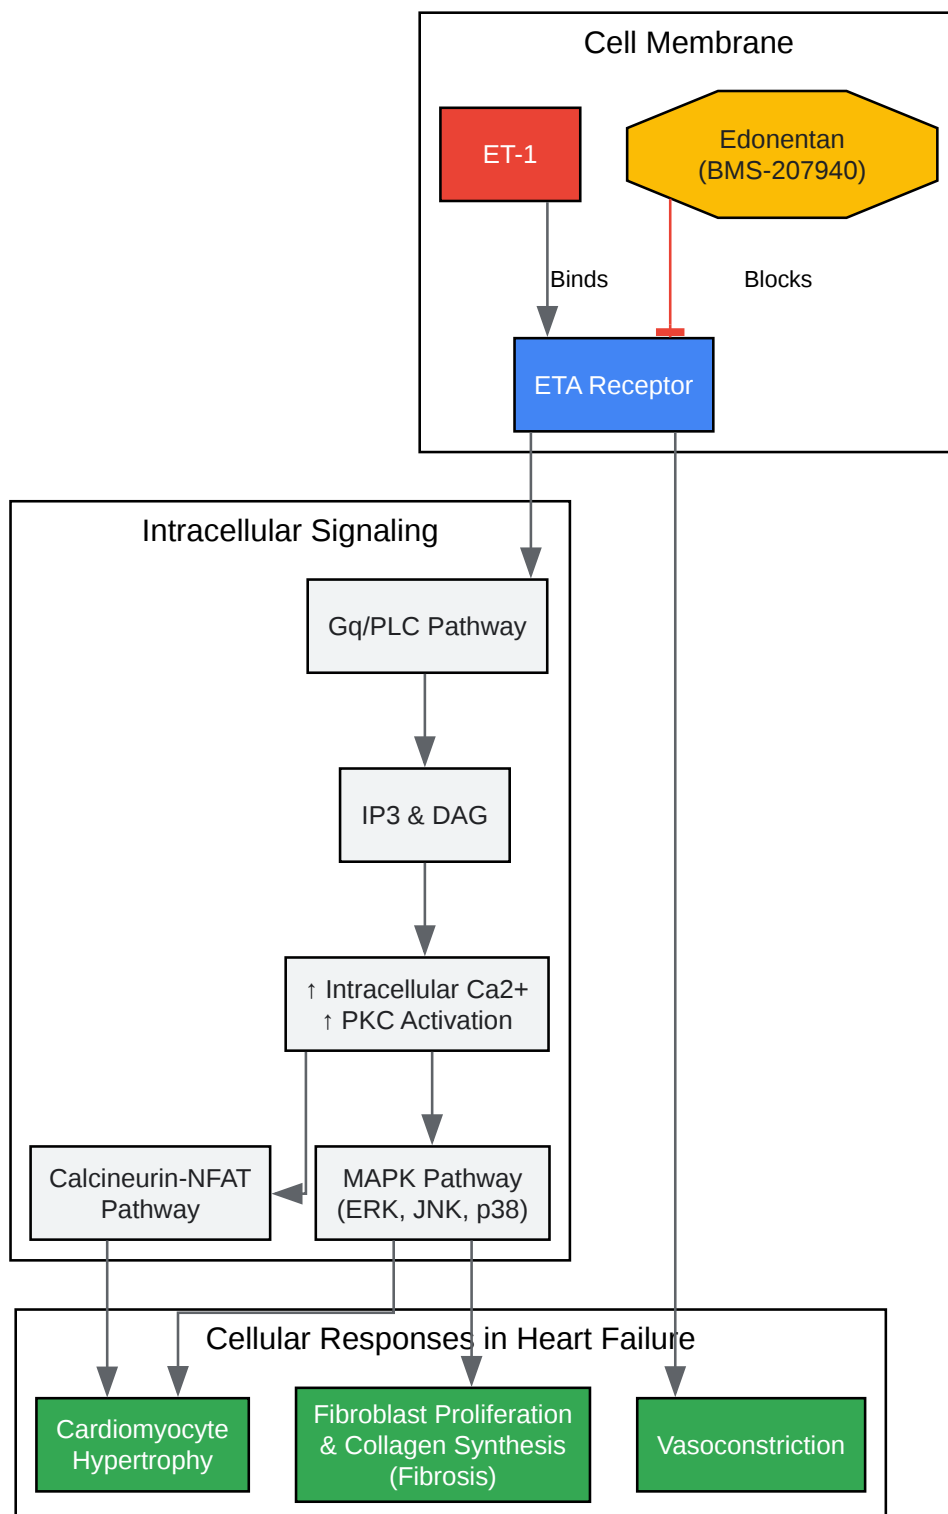 Cell Membrane
ET-1
Edonentan
(BMS-207940)
Binds
Blocks
ETA Receptor
Intracellular Signaling
Gq/PLC Pathway
IP3 & DAG
↑ Intracellular Ca2+
↑ PKC Activation
Calcineurin-NFAT
Pathway
MAPK Pathway
(ERK, JNK, p38)
Cellular Responses in Heart Failure
Cardiomyocyte
Hypertrophy
Fibroblast Proliferation
& Collagen Synthesis
(Fibrosis)
Vasoconstriction